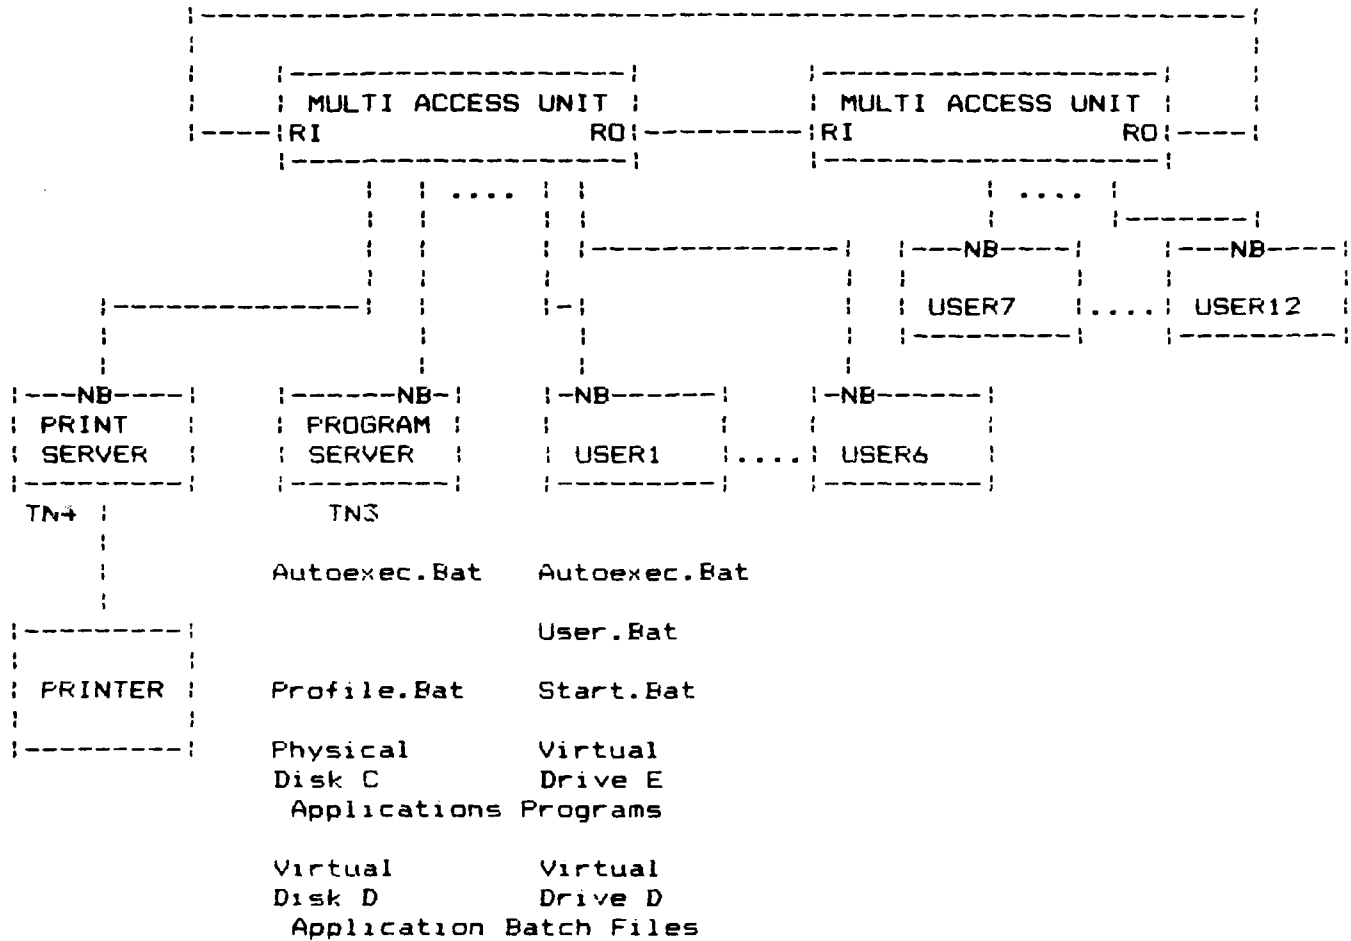 MULTI ACCESS UNIT MULTI ACCESS UNIT
RI RO RI RO
.... ....
NB NB
USER7 .... USER12
NB NB NB NB
PRINT PROGRAM
SERVER SERVER USER1 .... USER6
TN4 TN3
Autoexec.Bat Autoexec.Bat
User.Bat
PRINTER Profile.Bat Start.Bat
Physical Virtual
Disk C Drive E
Applications Programs
Virtual Virtual
Disk D Drive D
Application Batch Files